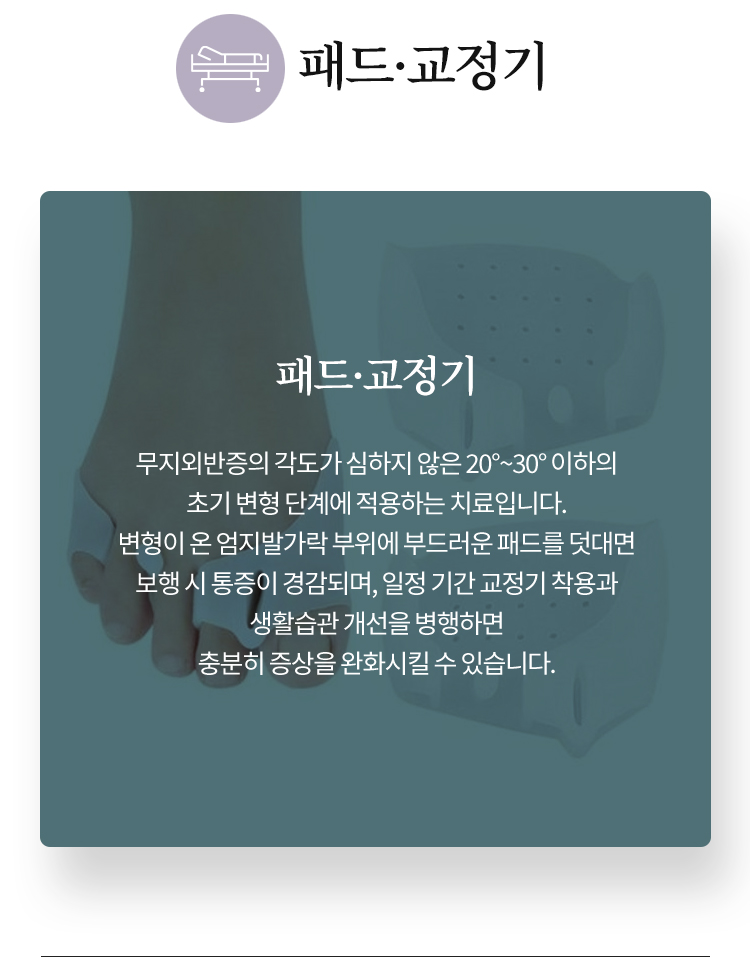 패드·교정기
패드·교정기
무지외반증의 각도가 심하지 않은 20°~30° 이하의
초기 변형 단계에 적용하는 치료입니다.
변형이 온 엄지발가락 부위에 부드러운 패드를 덧대면
보행 시 통증이 경감되며, 일정 기간 교정기 착용과
생활습관 개선을 병행하면
충분히 증상을 완화시킬 수 있습니다.